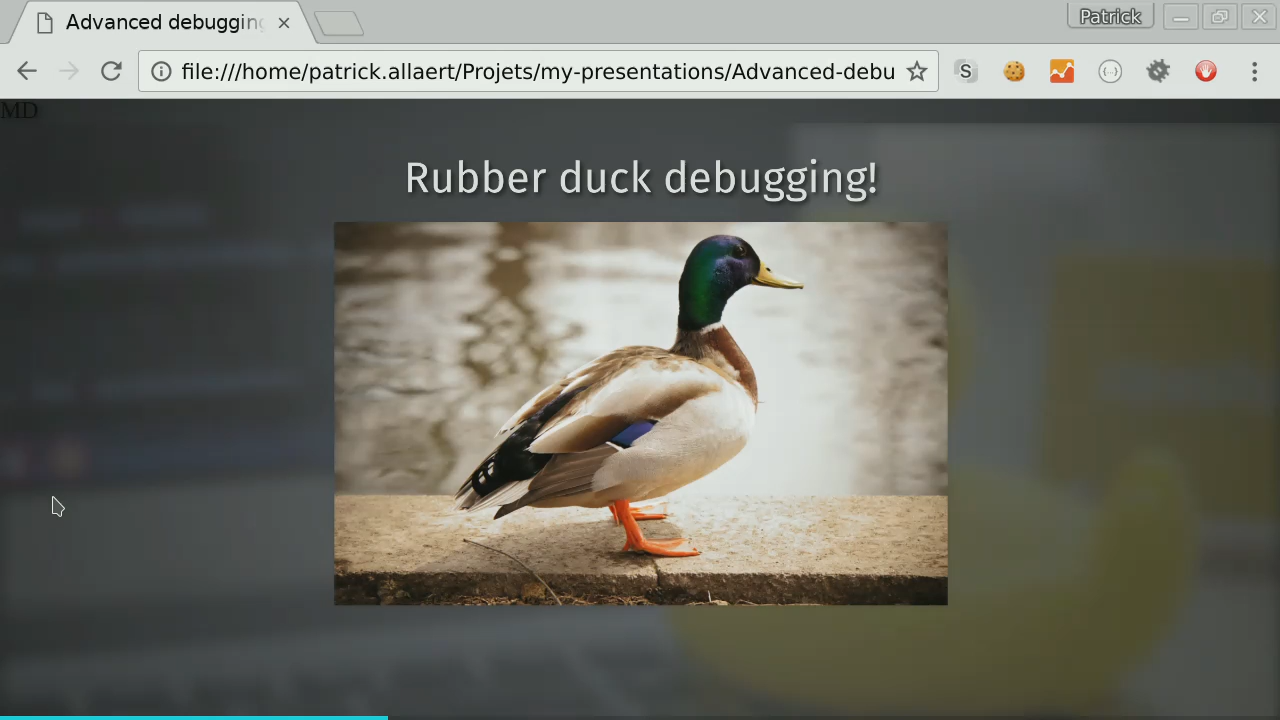 Advanced debugging
Patrick
file:///home/patrick.allaert/Projets/my-presentations/Advanced-debu
S
MD
Rubber duck debugging!